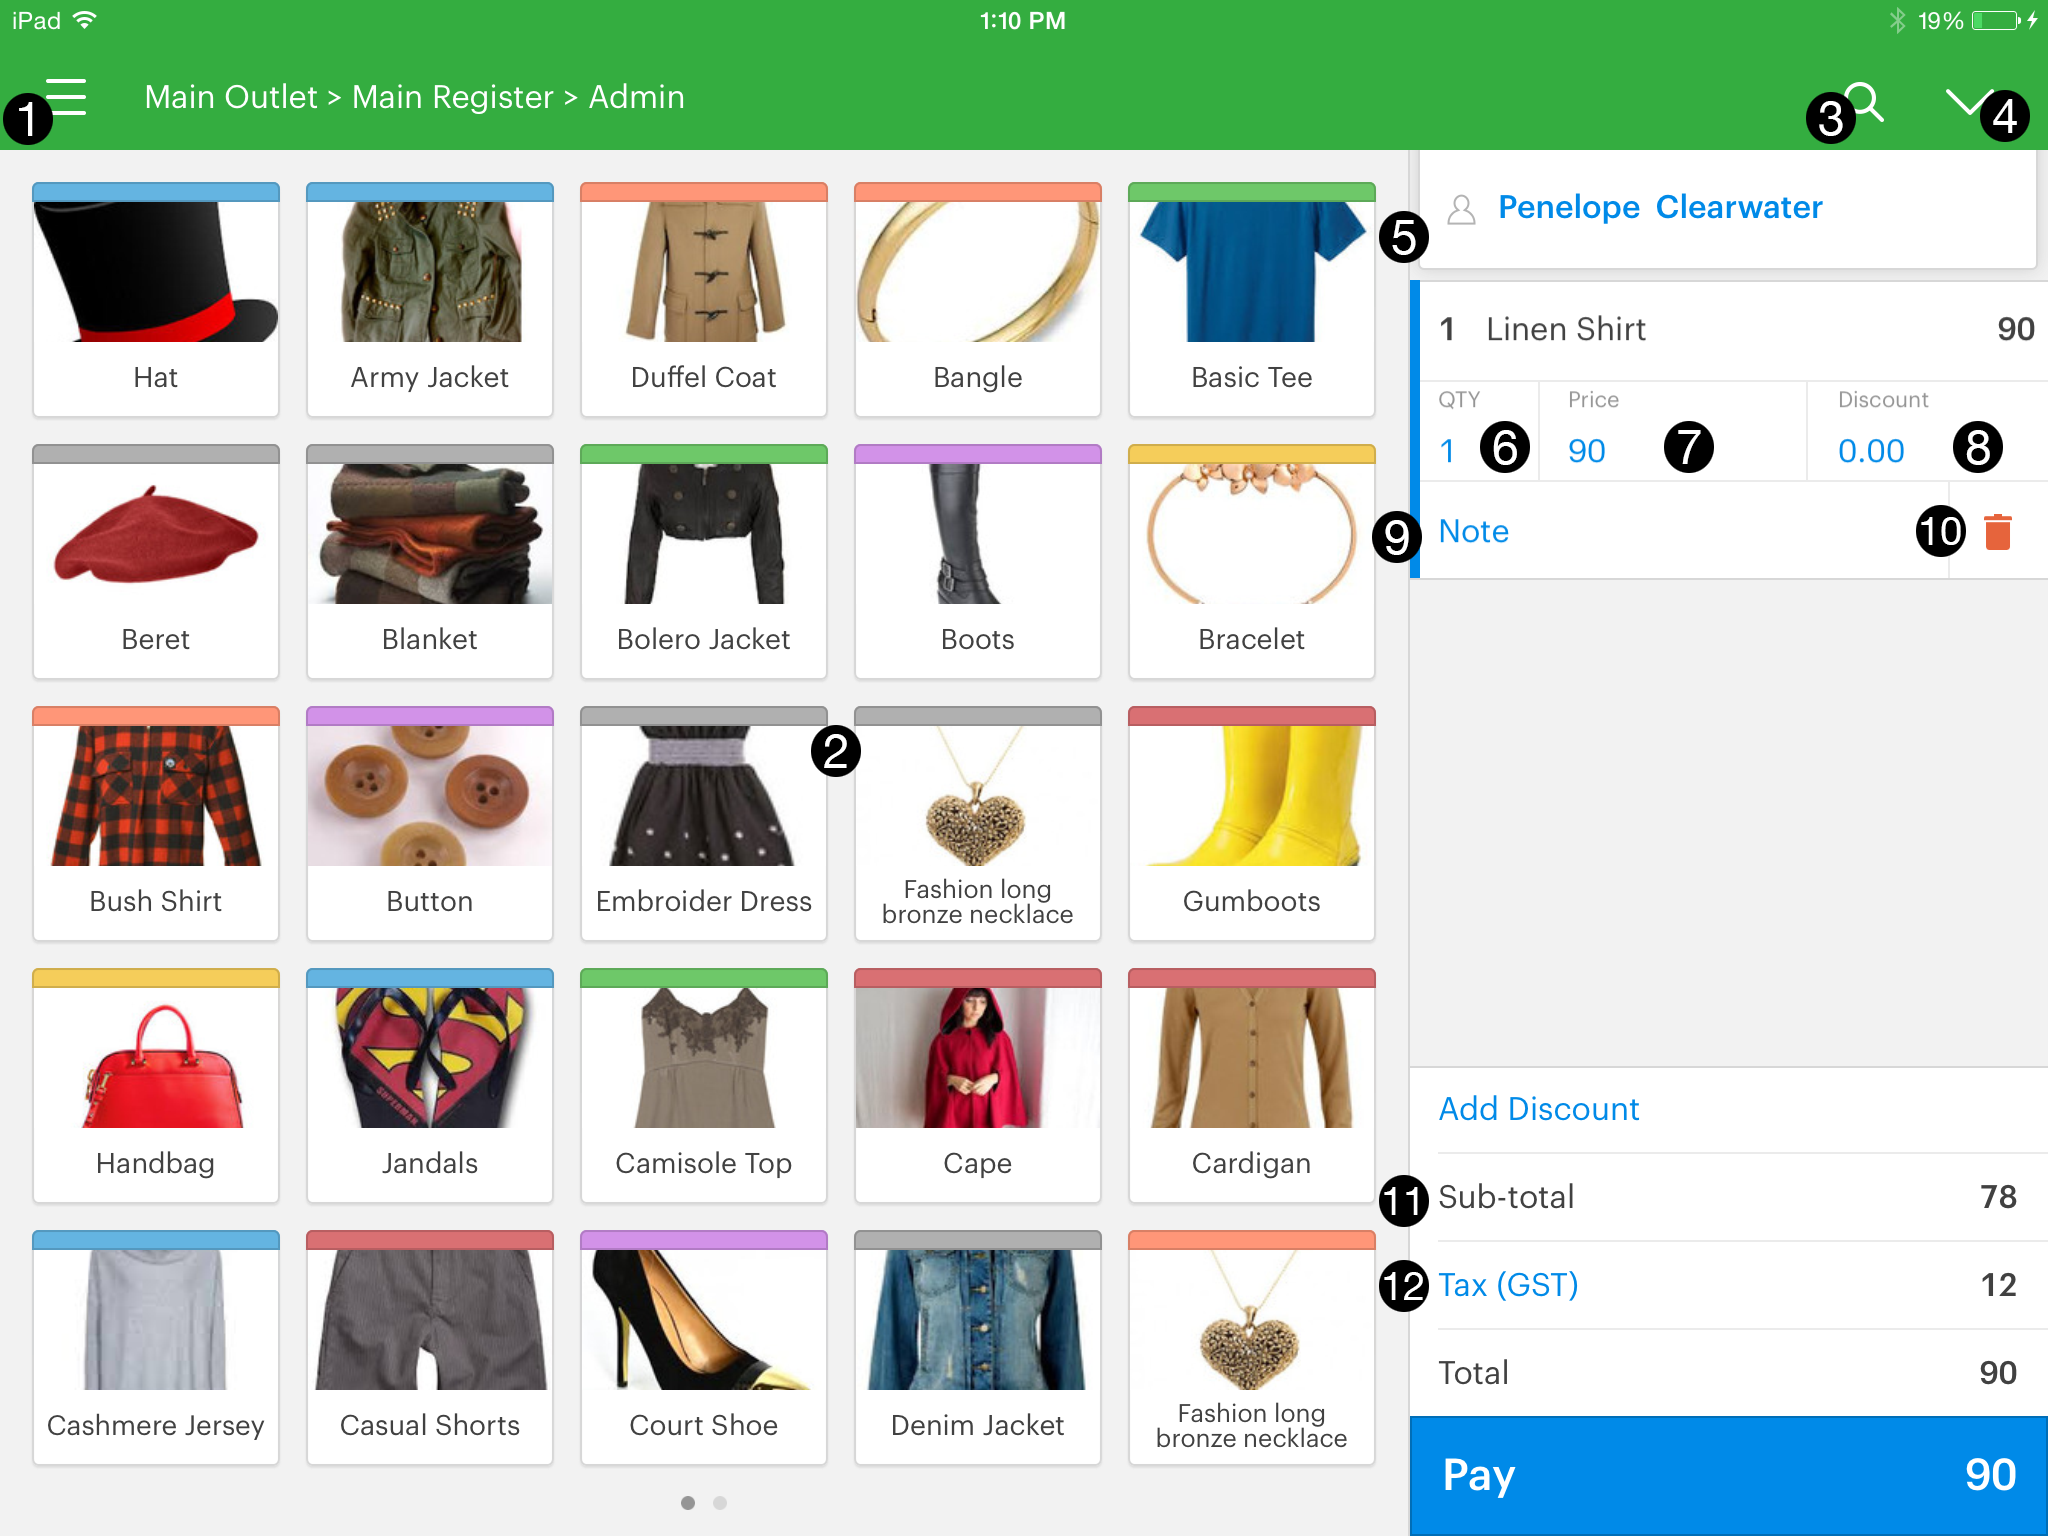 iPad 1:10 PM 19%
1 Main Outlet > Main Register > Admin 3 4
Hat Army Jacket Duffel Coat Bangle Basic Tee
Beret Blanket Bolero Jacket Boots Bracelet
2
Bush Shirt Button Embroider Dress Fashion long bronze necklace Gumboots
SUPERMAN
Handbag Jandals Camisole Top Cape Cardigan
Cashmere Jersey Casual Shorts Court Shoe Denim Jacket Fashion long bronze necklace
5 Penelope Clearwater
1 Linen Shirt 90
QTY Price Discount
1 6 90 7 0.00 8
9 Note 10
Add Discount
11 Sub-total 78
12 Tax (GST) 12
Total 90
Pay 90